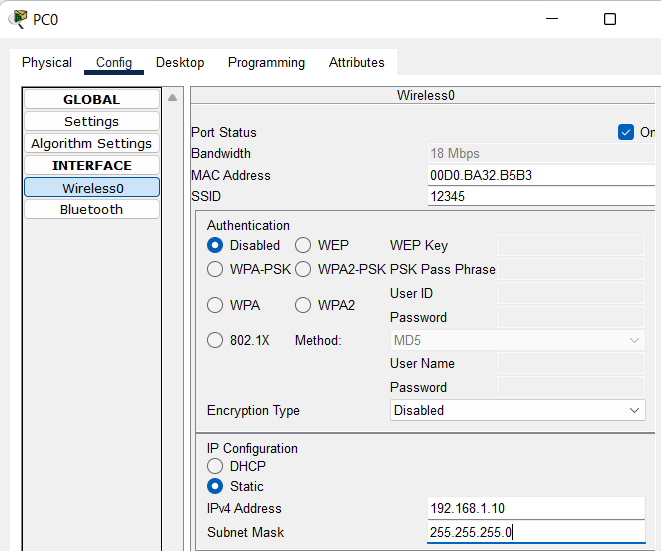 PC0
Physical Config Desktop Programming Attributes
GLOBAL
Settings
Algorithm Settings
INTERFACE
Wireless0
Bluetooth
Wireless0
Port Status On
Bandwidth 18 Mbps
MAC Address 00D0.BA32.B5B3
SSID 12345
Authentication
Disabled WEP WEP Key
WPA-PSK WPA2-PSK PSK Pass Phrase
User ID
WPA WPA2
Password
802.1X Method: MD5
User Name
Password
Encryption Type Disabled
IP Configuration
DHCP
Static
IPv4 Address 192.168.1.10
Subnet Mask 255.255.255.0